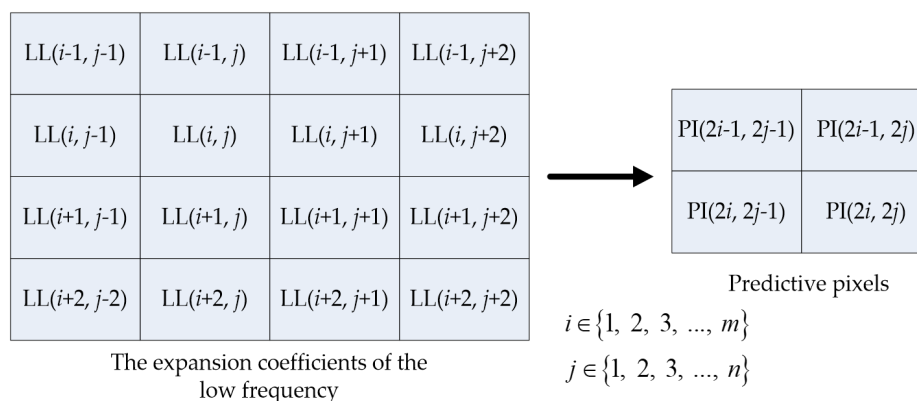 LL(i-1, j-1) LL(i-1, j) LL(i-1, j+1) LL(i-1, j+2)
LL(i, j-1) LL(i, j) LL(i, j+1) LL(i, j+2)
LL(i+1, j-1) LL(i+1, j) LL(i+1, j+1) LL(i+1, j+2)
LL(i+2, j-2) LL(i+2, j) LL(i+2, j+1) LL(i+2, j+2)
The expansion coefficients of the
low frequency
PI(2i-1, 2j-1) PI(2i-1, 2j)
PI(2i, 2j-1) PI(2i, 2j)
Predictive pixels
i∈{1, 2, 3, ..., m}
j∈{1, 2, 3, ..., n}